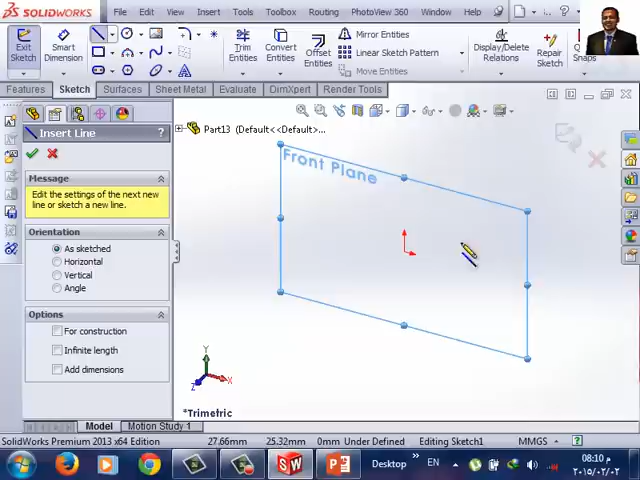 SOLIDWORKS File Edit View Insert Tools Toolbox Routing PhotoView 360 Window Help
Exit Sketch
Smart Dimension
Trim Entities
Convert Entities
Offset Entities
Mirror Entities
Linear Sketch Pattern
Move Entities
Display/Delete Relations
Repair Sketch
Quick Snaps
Features Sketch Surfaces Sheet Metal Evaluate DimXpert Render Tools
Insert Line ?
Part13 (Default<<Default>...
Message
Edit the settings of the next new
line or sketch a new line.
Orientation
As sketched
Horizontal
Vertical
Angle
Options
For construction
Infinite length
Add dimensions
Front Plane
Y
X
Z
*Trimetric
Model Motion Study 1
SolidWorks Premium 2013 x64 Edition 27.66mm 25.32mm 0mm Under Defined Editing Sketch1 MMGS
Desktop EN
08:10 م
٢٠١٥/٠٢/٠٢